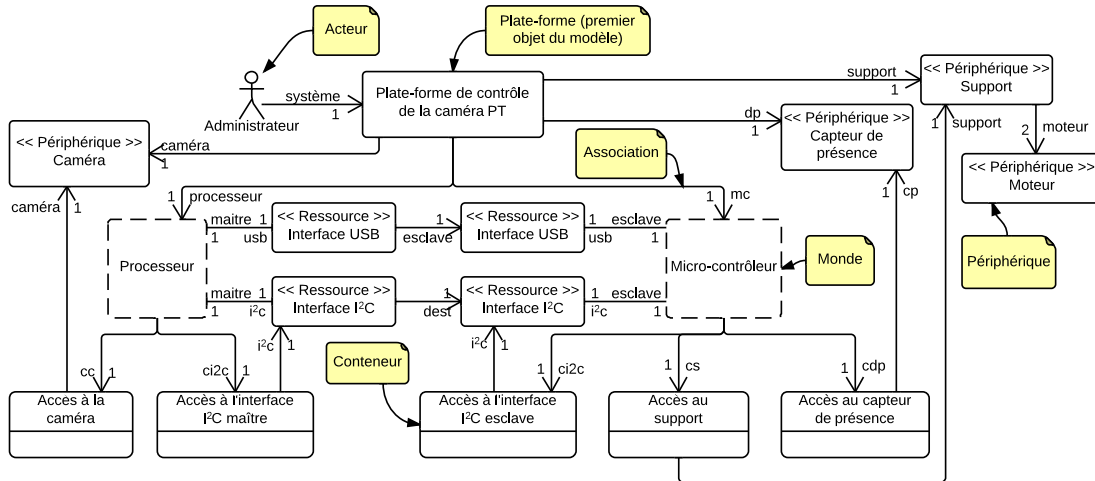 Acteur
Plate-forme (premier
objet du modèle)
Administrateur
système
1
Plate-forme de contrôle
de la caméra PT
support
1
<< Périphérique >>
Support
dp
1
<< Périphérique >>
Capteur de
présence
1
support
2
moteur
<< Périphérique >>
Moteur
Périphérique
<< Périphérique >>
Caméra
caméra
1
Association
caméra
1
1
processeur
1
mc
1
cp
Processeur
maitre
1
1
usb
<< Ressource >>
Interface USB
1
esclave
<< Ressource >>
Interface USB
1
esclave
usb
1
Micro-contrôleur
Monde
maitre
1
1
i²c
<< Ressource >>
Interface I²C
1
dest
<< Ressource >>
Interface I²C
1
esclave
i²c
1
i²c
1
i²c
1
Conteneur
cc
1
ci2c
1
1
ci2c
1
cs
1
cdp
Accès à la
caméra
Accès à l'interface
I²C maître
Accès à l'interface
I²C esclave
Accès au
support
Accès au capteur
de présence